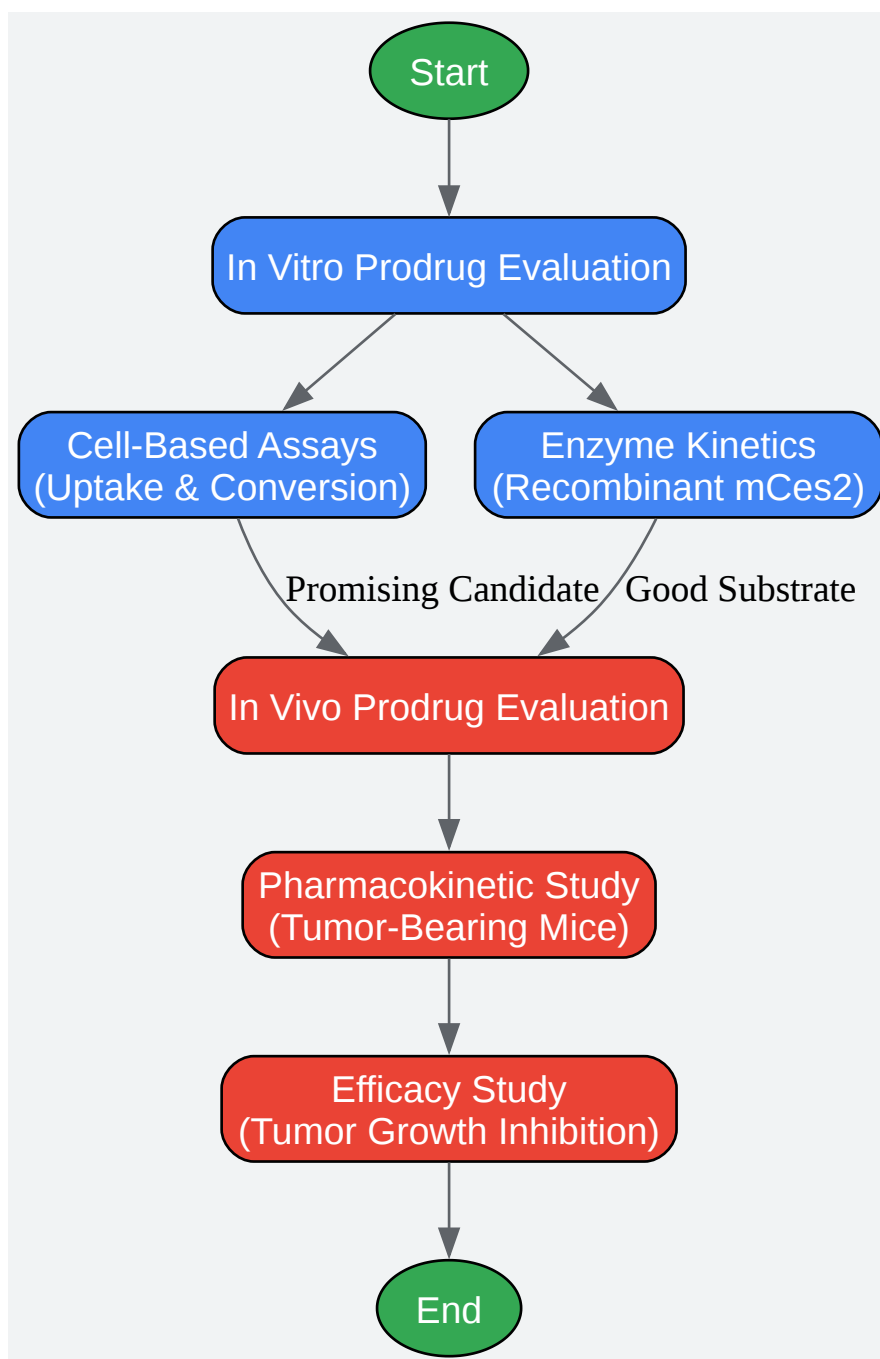 Start
In Vitro Prodrug Evaluation
Cell-Based Assays
(Uptake & Conversion)
Enzyme Kinetics
(Recombinant mCes2)
Promising Candidate
Good Substrate
In Vivo Prodrug Evaluation
Pharmacokinetic Study
(Tumor-Bearing Mice)
Efficacy Study
(Tumor Growth Inhibition)
End